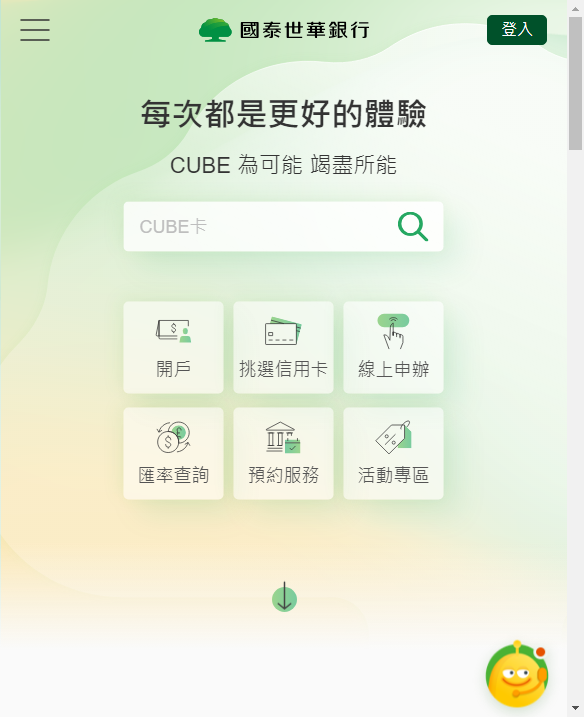 國泰世華銀行
登入
每次都是更好的體驗
CUBE 為可能 竭盡所能
CUBE卡
開戶
挑選信用卡
線上申辦
匯率查詢
預約服務
活動專區